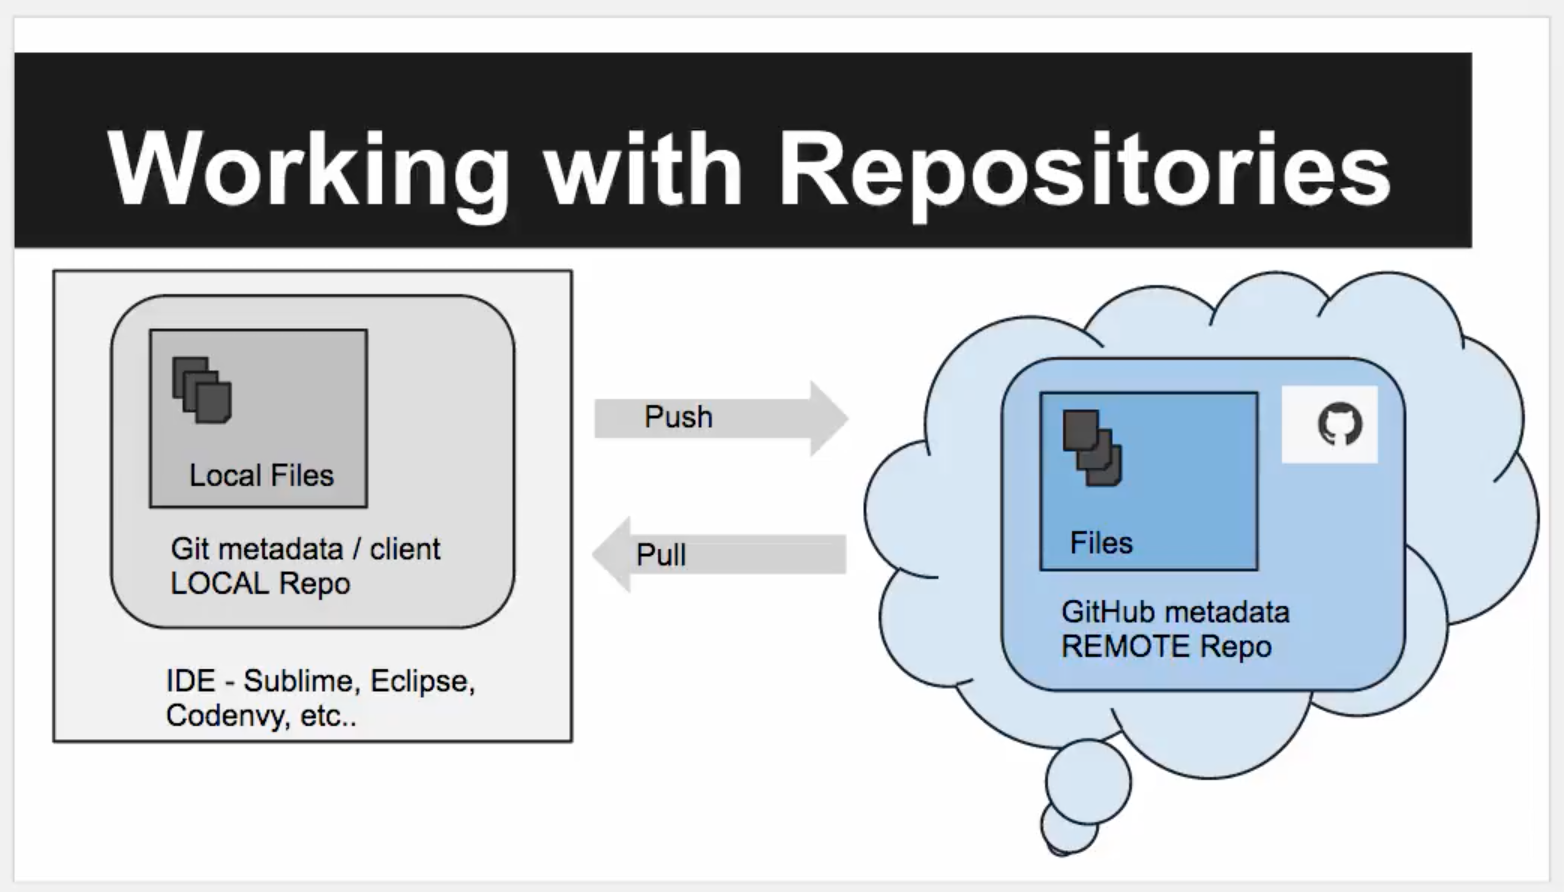 Working with Repositories
Local Files
Git metadata / client
LOCAL Repo
IDE - Sublime, Eclipse,
Codenvy, etc..
Push
Pull
Files
GitHub metadata
REMOTE Repo